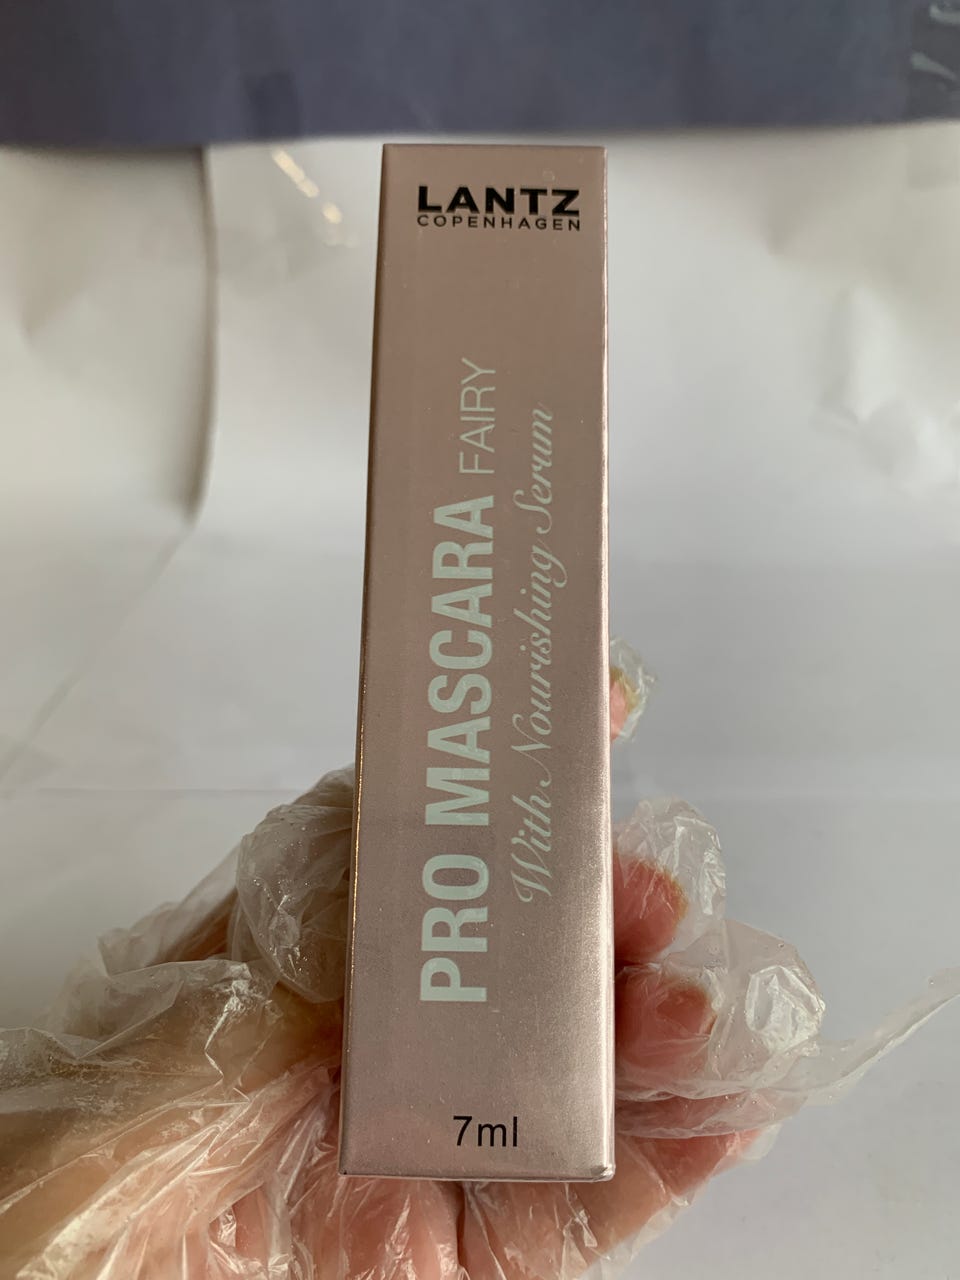 LANTZ
COPENHAGEN
PRO MASCARA FAIRY
With Nourishing Serum
7ml